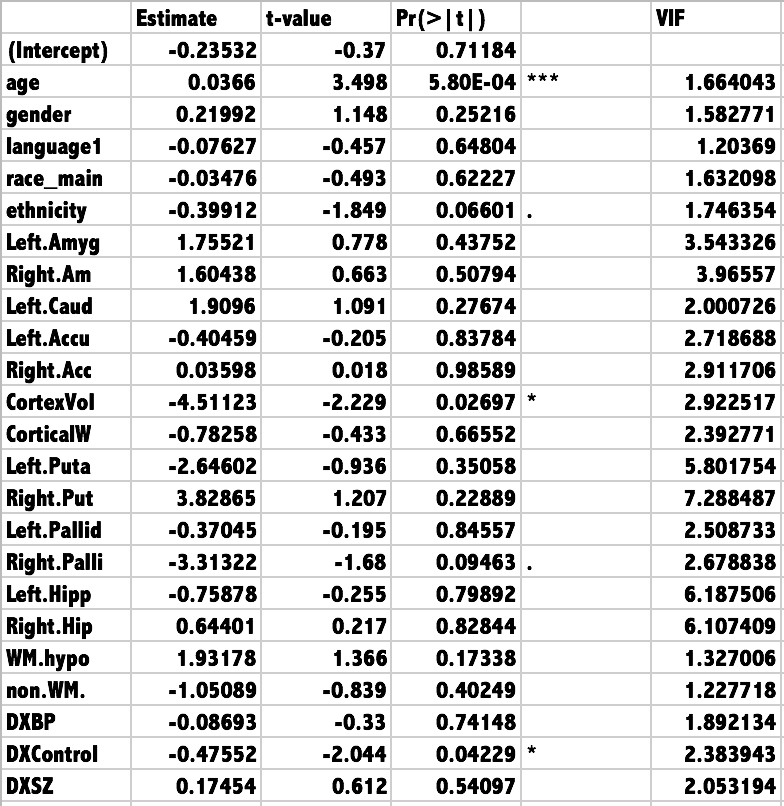 Estimate t-value Pr(>|t|) VIF
(Intercept) -0.23532 -0.37 0.71184
age 0.0366 3.498 5.80E-04 *** 1.664043
gender 0.21992 1.148 0.25216 1.582771
language1 -0.07627 -0.457 0.64804 1.20369
race_main -0.03476 -0.493 0.62227 1.632098
ethnicity -0.39912 -1.849 0.06601 . 1.746354
Left.Amyg 1.75521 0.778 0.43752 3.543326
Right.Am 1.60438 0.663 0.50794 3.96557
Left.Caud 1.9096 1.091 0.27674 2.000726
Left.Accu -0.40459 -0.205 0.83784 2.718688
Right.Acc 0.03598 0.018 0.98589 2.911706
CortexVol -4.51123 -2.229 0.02697 * 2.922517
CorticalW -0.78258 -0.433 0.66552 2.392771
Left.Puta -2.64602 -0.936 0.35058 5.801754
Right.Put 3.82865 1.207 0.22889 7.288487
Left.Pallid -0.37045 -0.195 0.84557 2.508733
Right.Palli -3.31322 -1.68 0.09463 . 2.678838
Left.Hipp -0.75878 -0.255 0.79892 6.187506
Right.Hip 0.64401 0.217 0.82844 6.107409
WM.hypo 1.93178 1.366 0.17338 1.327006
non.WM. -1.05089 -0.839 0.40249 1.227718
DXBP -0.08693 -0.33 0.74148 1.892134
DXControl -0.47552 -2.044 0.04229 * 2.383943
DXSZ 0.17454 0.612 0.54097 2.053194